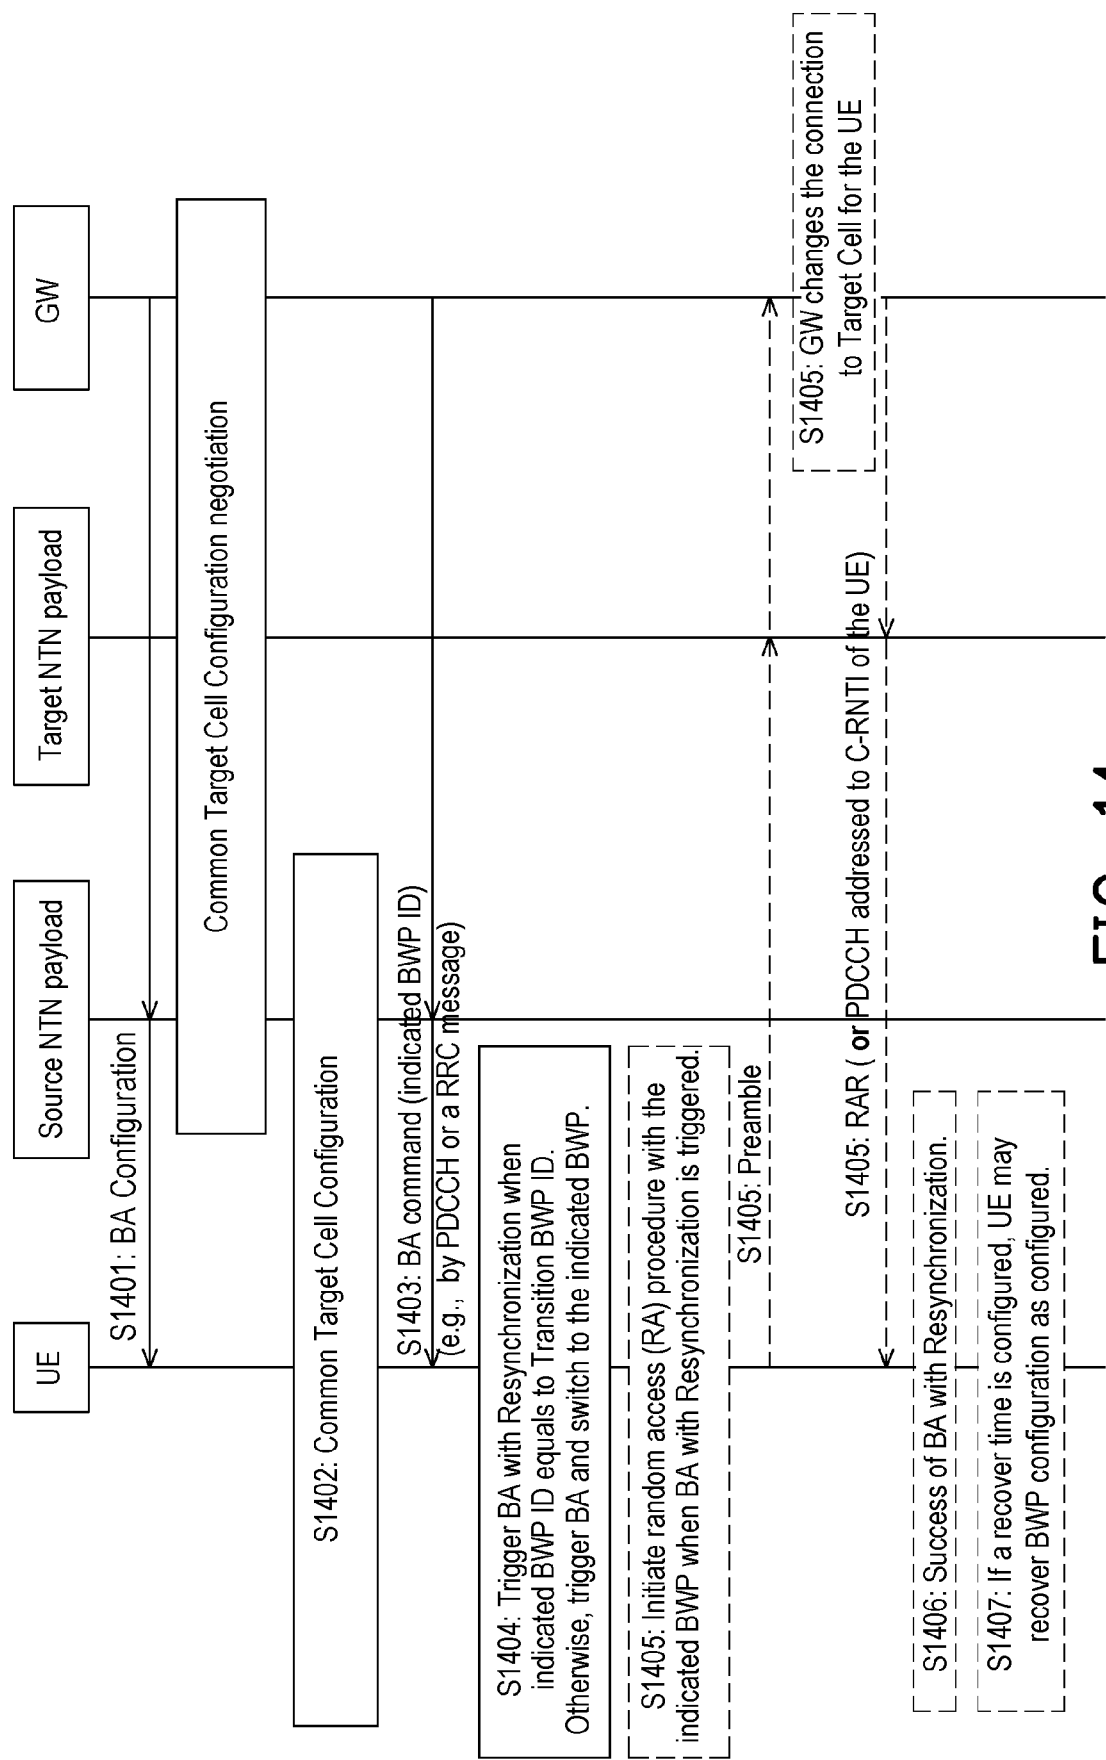 UE
Source NTN payload
Target NTN payload
GW
S1401: BA Configuration
Common Target Cell Configuration negotiation
S1402: Common Target Cell Configuration
S1403: BA command (indicated BWP ID)
(e.g., by PDCCH or a RRC message)
S1404: Trigger BA with Resynchronization when
indicated BWP ID equals to Transition BWP ID.
Otherwise, trigger BA and switch to the indicated BWP.
S1405: Initiate random access (RA) procedure with the
indicated BWP when BA with Resynchronization is triggered.
S1405: Preamble
S1405: GW changes the connection
to Target Cell for the UE
S1405: RAR ( or PDCCH addressed to C-RNTI of the UE)
S1406: Success of BA with Resynchronization.
S1407: If a recover time is configured, UE may
recover BWP configuration as configured.